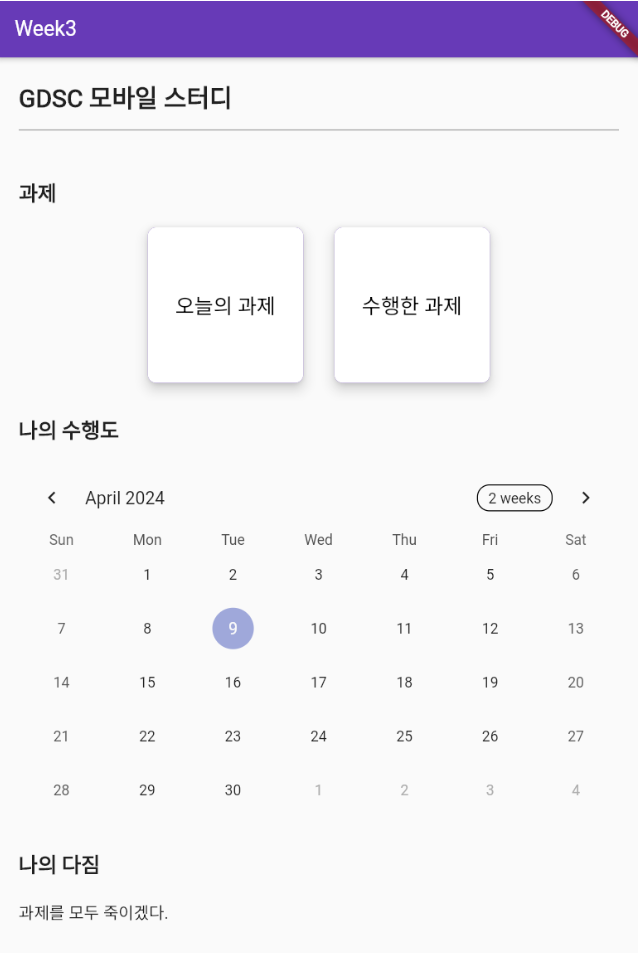 Week3
DEBUG
GDSC 모바일 스터디
과제
오늘의 과제 수행한 과제
나의 수행도
April 2024 2 weeks
Sun Mon Tue Wed Thu Fri Sat
31 1 2 3 4 5 6
7 8 9 10 11 12 13
14 15 16 17 18 19 20
21 22 23 24 25 26 27
28 29 30 1 2 3 4
나의 다짐
과제를 모두 죽이겠다.